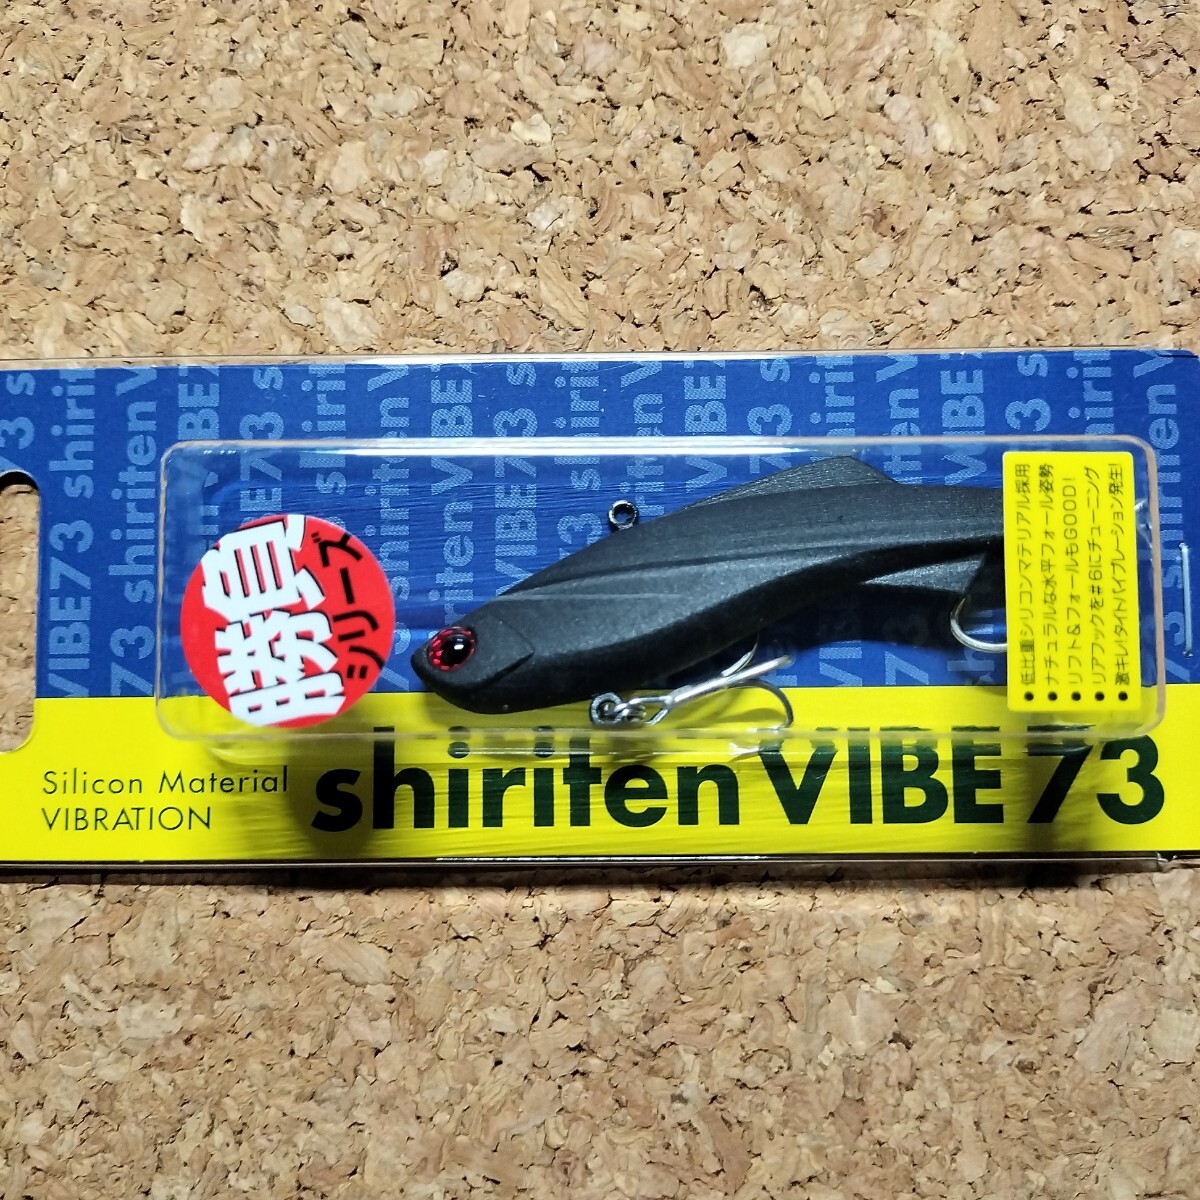 勝負
シリーズ
● 低比重シリコンマテリアル採用
● ナチュラルな水平フォール姿勢
● リフト&フォールもGOOD!
● リアフックを#6にチューニング
● 激キレタイトバイブレーション発生!
Silicon Material
VIBRATION
shiriten VIBE 73